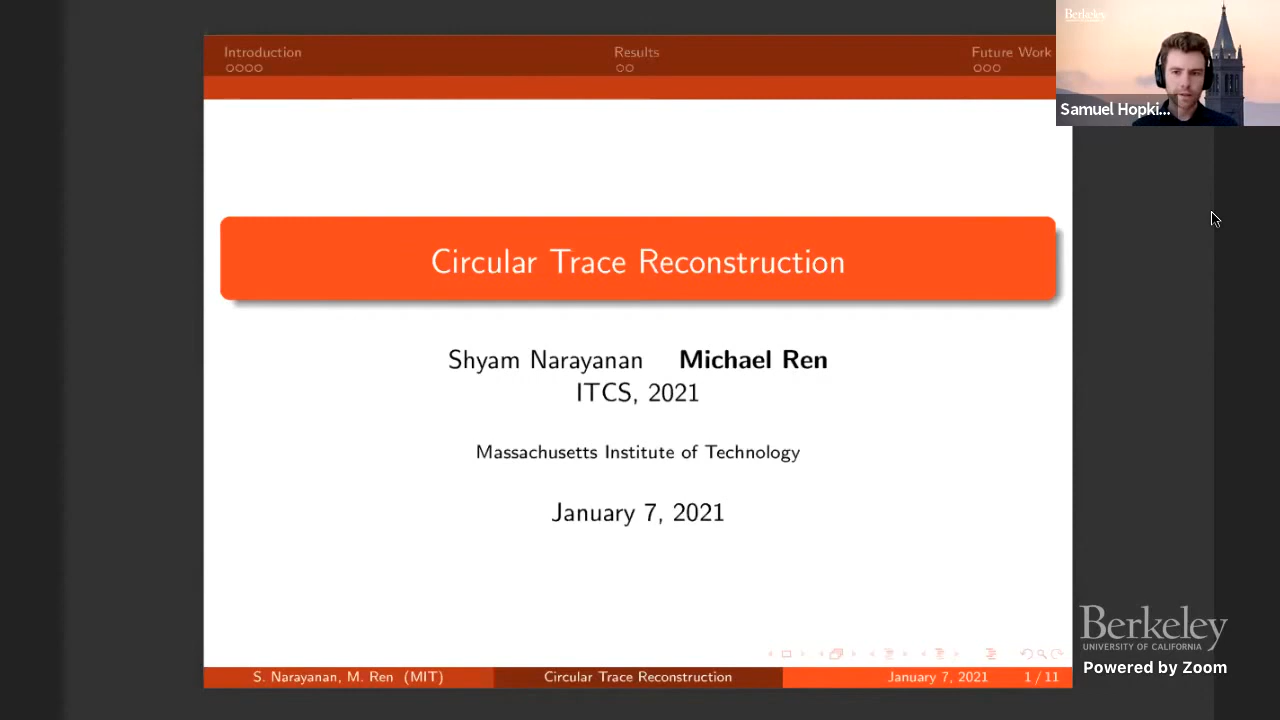 Introduction
Results
Future Work
Berkeley
Samuel Hopki...
Circular Trace Reconstruction
Shyam Narayanan Michael Ren
ITCS, 2021
Massachusetts Institute of Technology
January 7, 2021
Berkeley
UNIVERSITY OF CALIFORNIA
Powered by Zoom
S. Narayanan, M. Ren (MIT)
Circular Trace Reconstruction
January 7, 2021
1 / 11